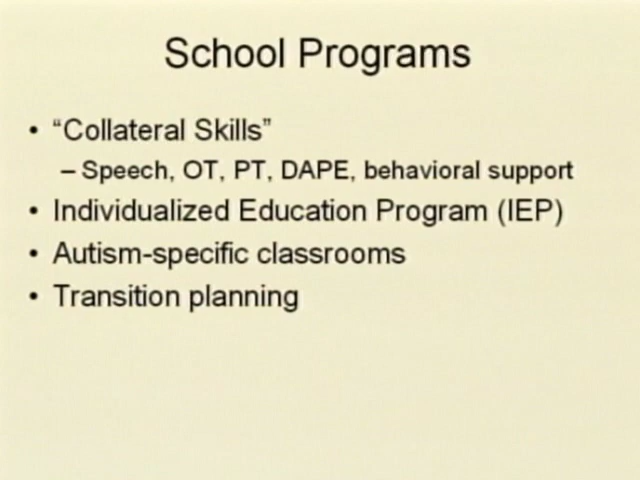 School Programs
• “Collateral Skills”
– Speech, OT, PT, DAPE, behavioral support
• Individualized Education Program (IEP)
• Autism-specific classrooms
• Transition planning